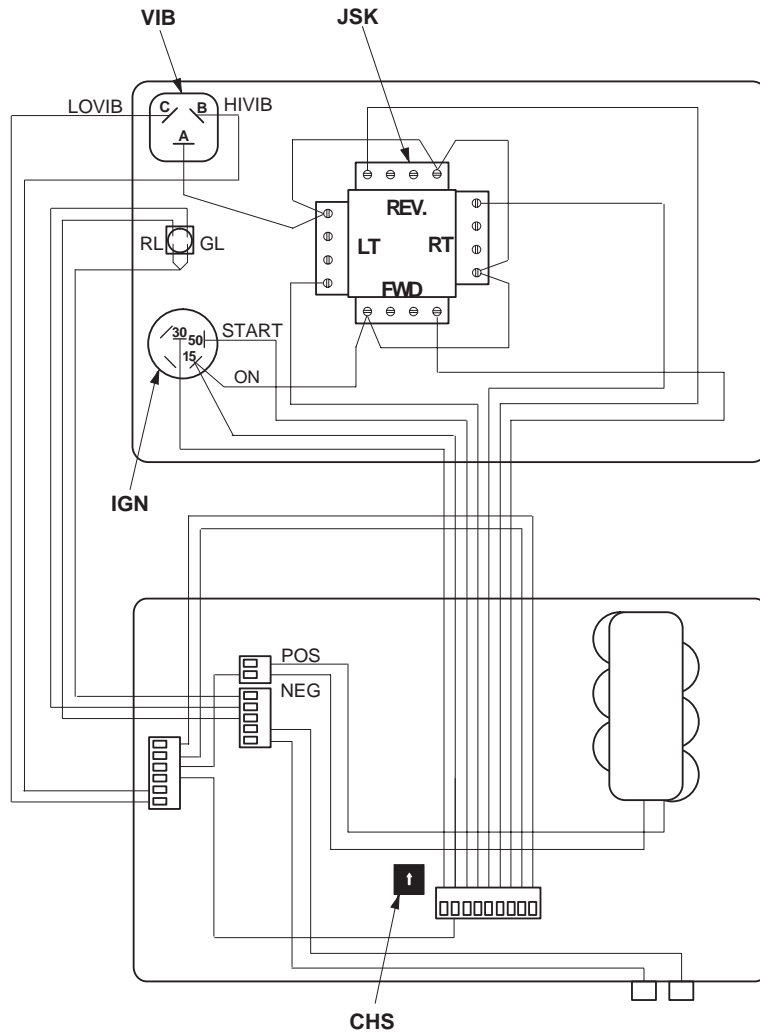 VIB
JSK
LOVIB
C
B
HIVIB
A
REV.
RL
GL
LT
RT
FWD
30
50
START
15
ON
IGN
POS
NEG
CHS